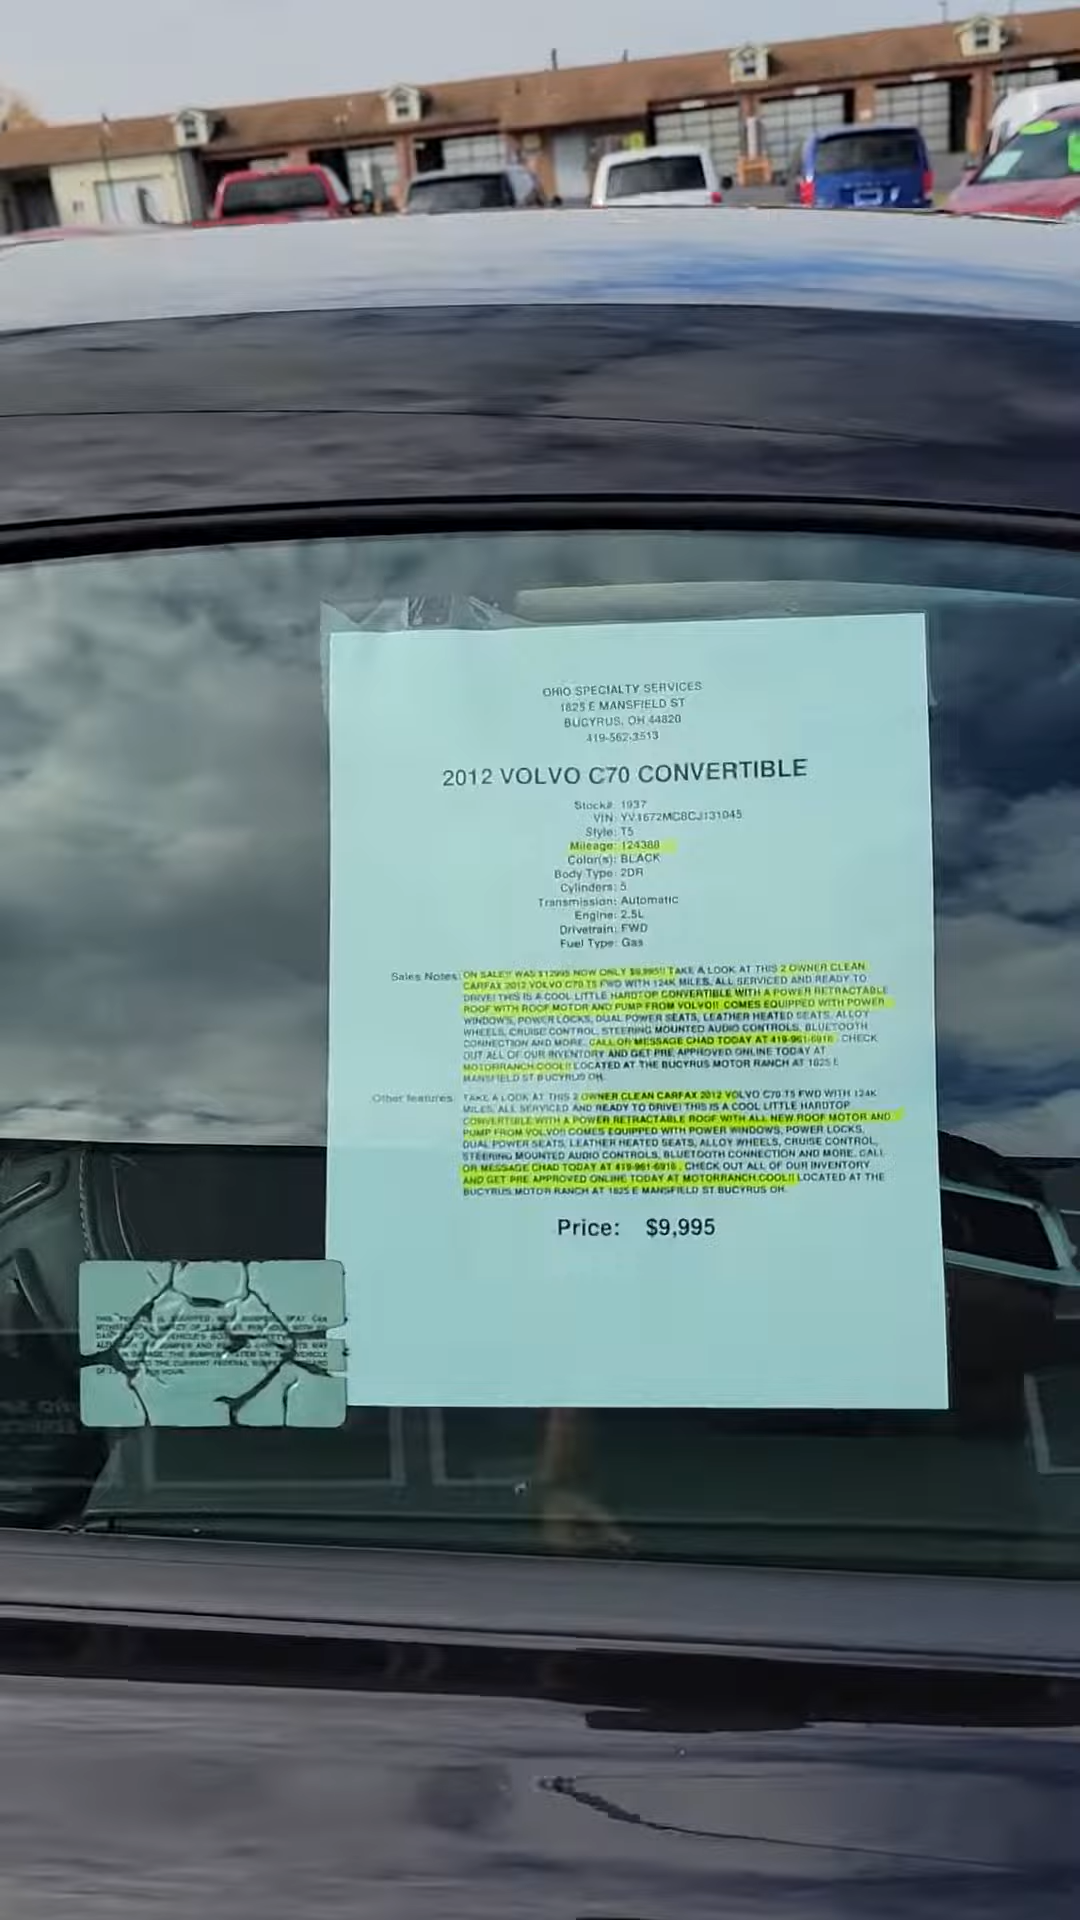 OHIO SPECIALTY SERVICES
1825 E MANSFIELD ST
BUCYRUS, OH 44820
419-562-3513
2012 VOLVO C70 CONVERTIBLE
Stock#: 1937
VIN: YV1672MC8CJ131045
Style: T5
Mileage: 124388
Color(s): BLACK
Body Type: 2DR
Cylinders: 5
Transmission: Automatic
Engine: 2.5L
Drivetrain: FWD
Fuel Type: Gas
Sales Notes: ON SALE!! WAS $12995 NOW ONLY $9,995!! TAKE A LOOK AT THIS 2 OWNER CLEAN
CARFAX 2012 VOLVO C70 T5 FWD WITH 124K MILES, ALL SERVICED AND READY TO
DRIVE! THIS IS A COOL LITTLE HARDTOP CONVERTIBLE WITH A POWER RETRACTABLE
ROOF WITH ROOF MOTOR AND PUMP FROM VOLVO!! COMES EQUIPPED WITH POWER
WINDOWS, POWER LOCKS, DUAL POWER SEATS, LEATHER HEATED SEATS, ALLOY
WHEELS, CRUISE CONTROL, STEERING MOUNTED AUDIO CONTROLS, BLUETOOTH
CONNECTION AND MORE. CALL OR MESSAGE CHAD TODAY AT 419-961-6916 . CHECK
OUT ALL OF OUR INVENTORY AND GET PRE APPROVED ONLINE TODAY AT
MOTORRANCH.COOL!! LOCATED AT THE BUCYRUS MOTOR RANCH AT 1825 E
MANSFIELD ST BUCYRUS OH.
Other features: TAKE A LOOK AT THIS 2 OWNER CLEAN CARFAX 2012 VOLVO C70 T5 FWD WITH 124K
MILES, ALL SERVICED AND READY TO DRIVE! THIS IS A COOL LITTLE HARDTOP
CONVERTIBLE WITH A POWER RETRACTABLE ROOF WITH ALL NEW ROOF MOTOR AND
PUMP FROM VOLVO!! COMES EQUIPPED WITH POWER WINDOWS, POWER LOCKS,
DUAL POWER SEATS, LEATHER HEATED SEATS, ALLOY WHEELS, CRUISE CONTROL,
STEERING MOUNTED AUDIO CONTROLS, BLUETOOTH CONNECTION AND MORE. CALL
OR MESSAGE CHAD TODAY AT 419-961-6916 . CHECK OUT ALL OF OUR INVENTORY
AND GET PRE APPROVED ONLINE TODAY AT MOTORRANCH.COOL!! LOCATED AT THE
BUCYRUS MOTOR RANCH AT 1825 E MANSFIELD ST BUCYRUS OH.
Price: $9,995